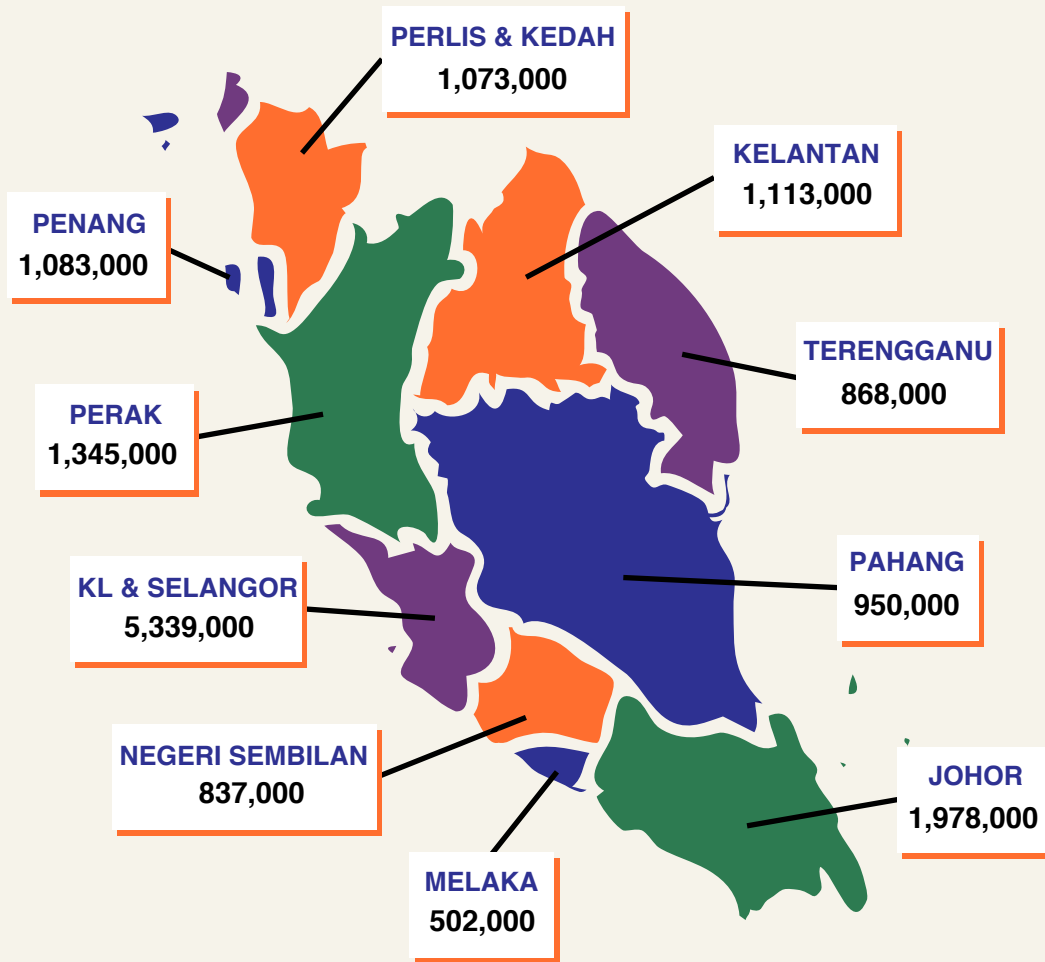 PERLIS & KEDAH
1,073,000
KELANTAN
1,113,000
PENANG
1,083,000
TERENGGANU
868,000
PERAK
1,345,000
PAHANG
950,000
KL & SELANGOR
5,339,000
NEGERI SEMBILAN
837,000
JOHOR
1,978,000
MELAKA
502,000